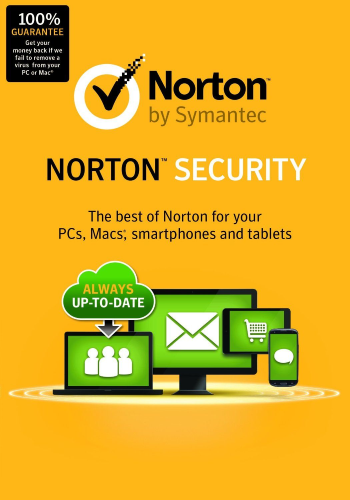 100%
GUARANTEE
Get your
money back if we
fail to remove a
virus from your
PC or Mac*
Norton™
by Symantec
NORTON™ SECURITY
The best of Norton for your
PCs, Macs*, smartphones and tablets
ALWAYS
UP-TO-DATE